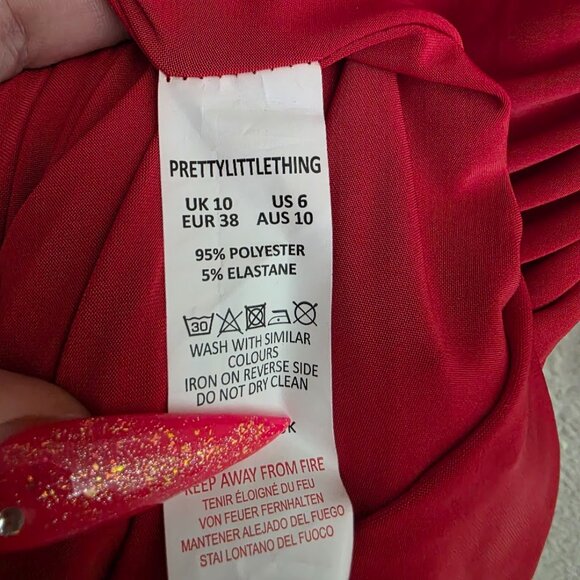 PRETTYLITTLETHING
UK 10 US 6
EUR 38 AUS 10
95% POLYESTER
5% ELASTANE
30
WASH WITH SIMILAR
COLOURS
IRON ON REVERSE SIDE
DO NOT DRY CLEAN
KEEP AWAY FROM FIRE
TENIR ÉLOIGNÉ DU FEU
VON FEUER FERNHALTEN
MANTENER ALEJADO DEL FUEGO
STAI LONTANO DEL FUOCO